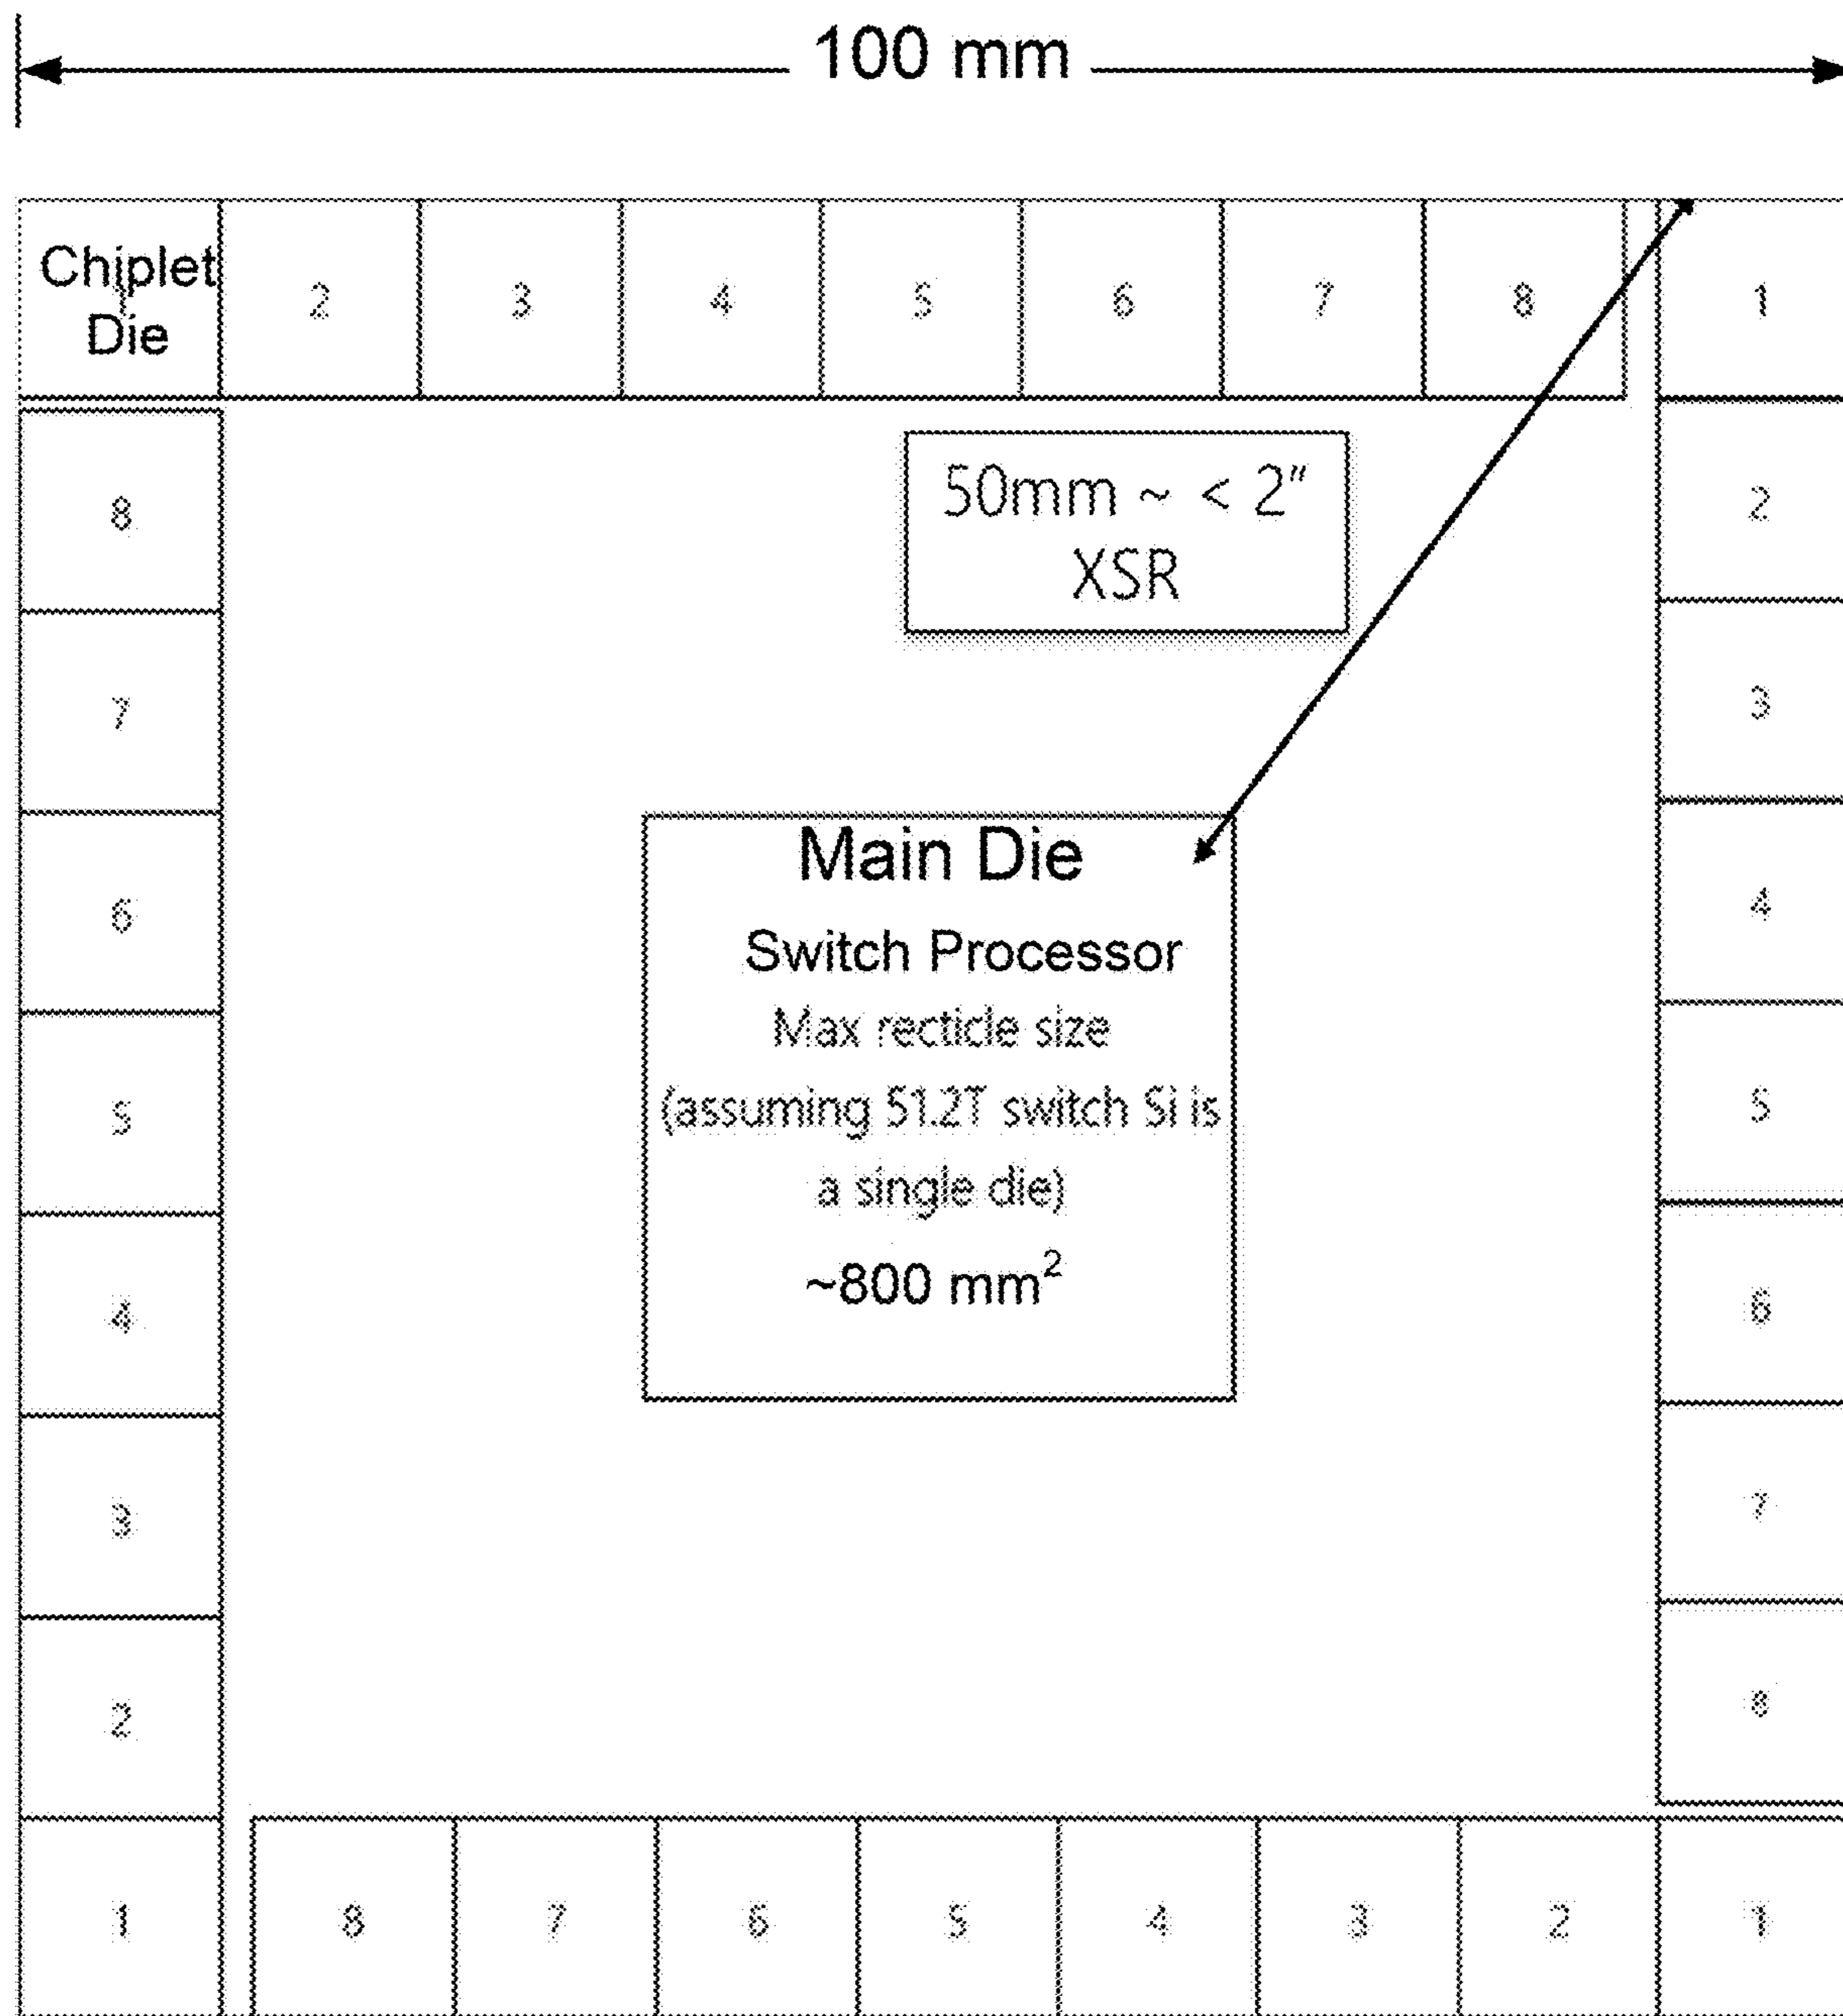 100 mm
Chiplet
Die
2 3 4 5 6 7 8 1
50mm ~ < 2"
XSR
8 2
7 3
Main Die
Switch Processor
Max recticle size
(assuming 51.2T switch Si is
a single die)
~800 mm²
6 4
5 5
4 6
3 7
2 8
1 8 7 6 5 4 3 2 1